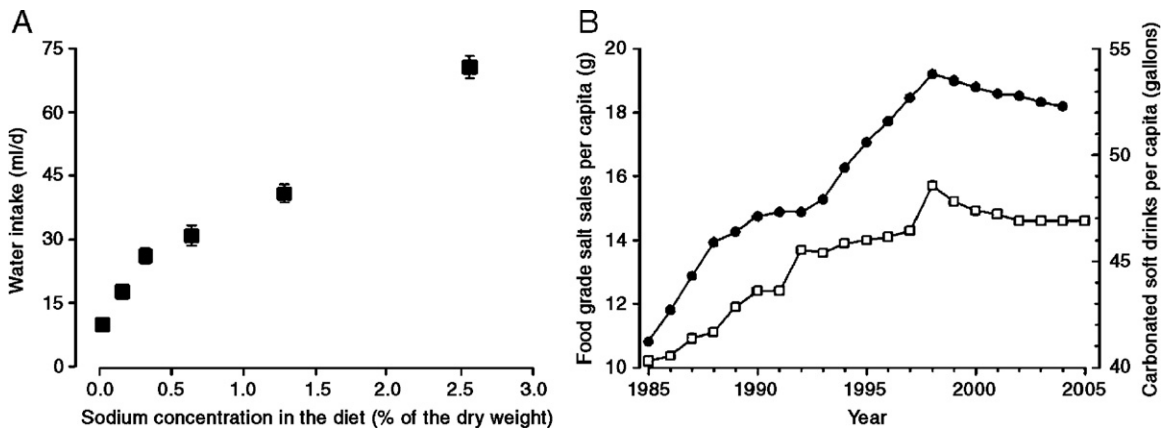 A
Water intake (ml/d)
75
60
45
30
15
0
0.0 0.5 1.0 1.5 2.0 2.5 3.0
Sodium concentration in the diet (% of the dry weight)
B
Food grade salt sales per capita (g)
20
18
16
14
12
10
55
50
45
40
Carbonated soft drinks per capita (gallons)
1985 1990 1995 2000 2005
Year